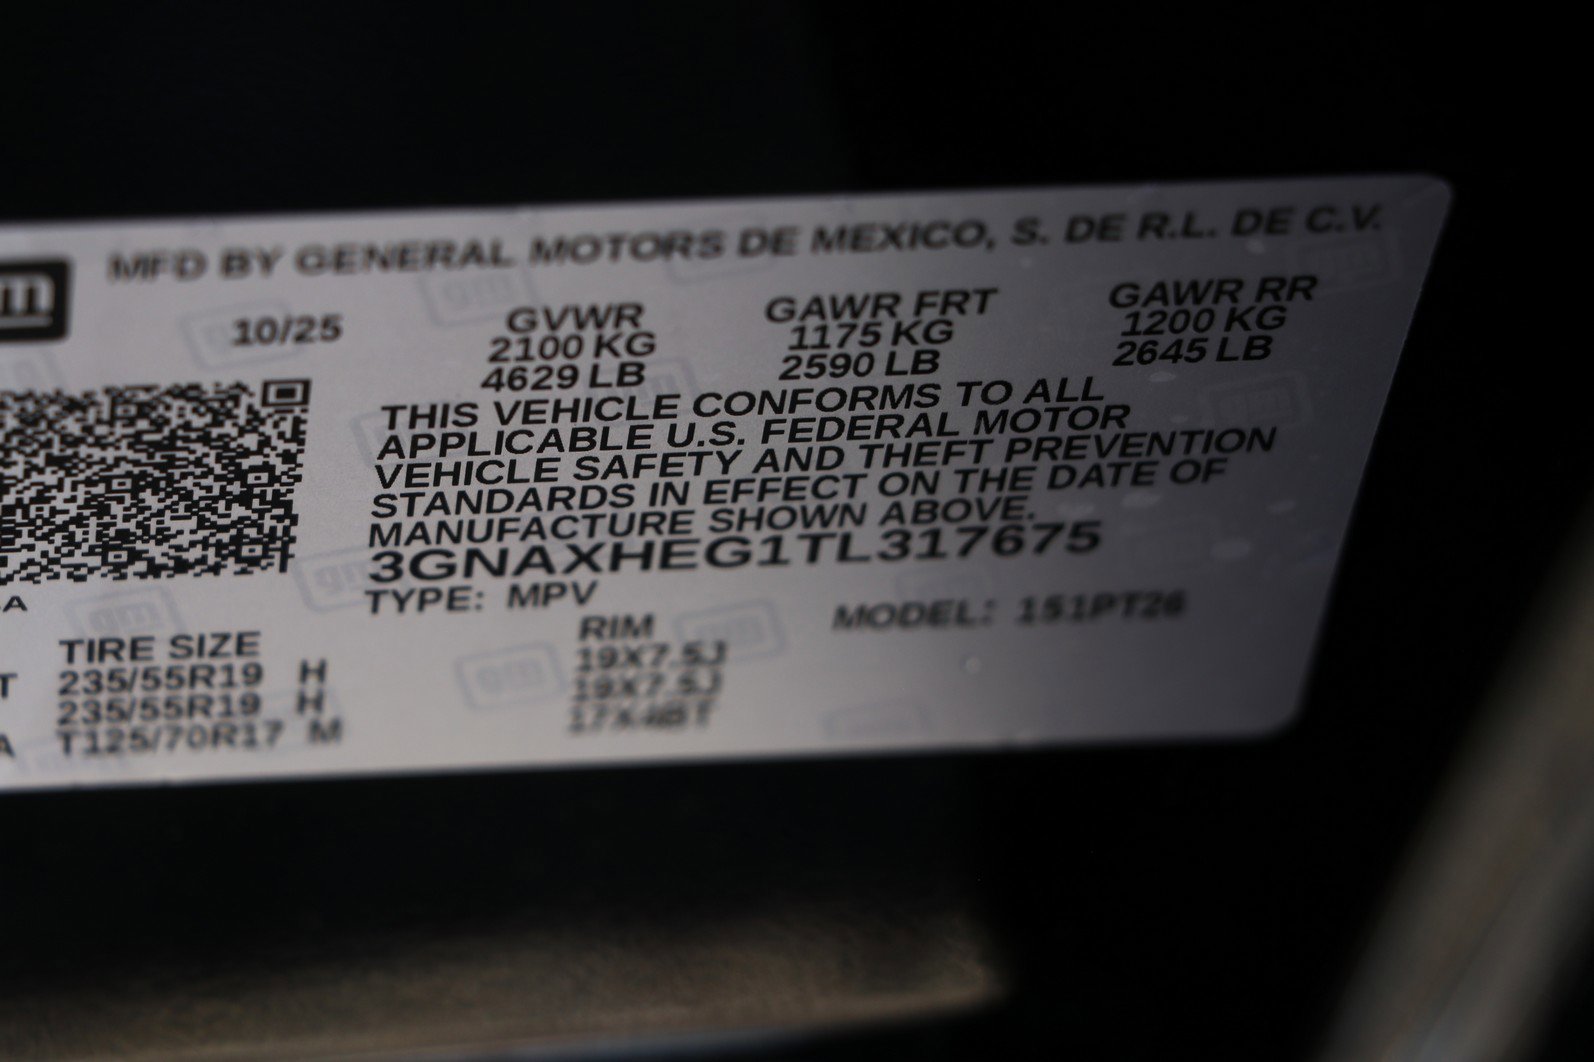 gm
MFD BY GENERAL MOTORS DE MEXICO, S. DE R.L. DE C.V.
10/25 GVWR GAWR FRT GAWR RR
2100 KG 1175 KG 1200 KG
4629 LB 2590 LB 2645 LB
THIS VEHICLE CONFORMS TO ALL
APPLICABLE U.S. FEDERAL MOTOR
VEHICLE SAFETY AND THEFT PREVENTION
STANDARDS IN EFFECT ON THE DATE OF
MANUFACTURE SHOWN ABOVE.
3GNAXHEG1TL317675
TYPE: MPV MODEL: 151PT26
TIRE SIZE RIM
T 235/55R19 H 19X7.5J
235/55R19 H 19X7.5J
A T125/70R17 M 17X4BT